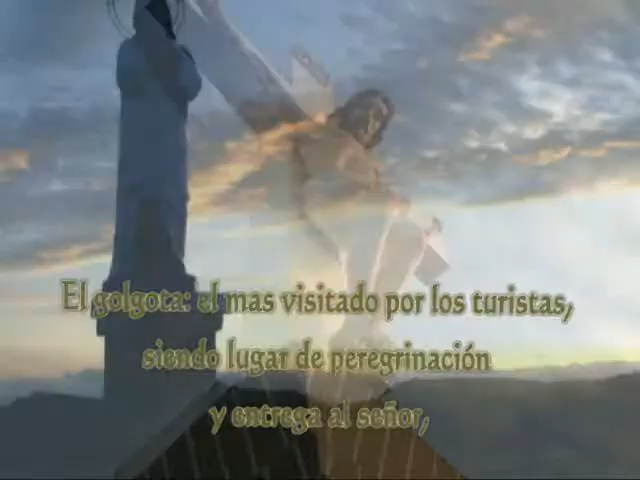 El golgota: el mas visitado por los turistas,
siendo lugar de peregrinación
y entrega al señor,